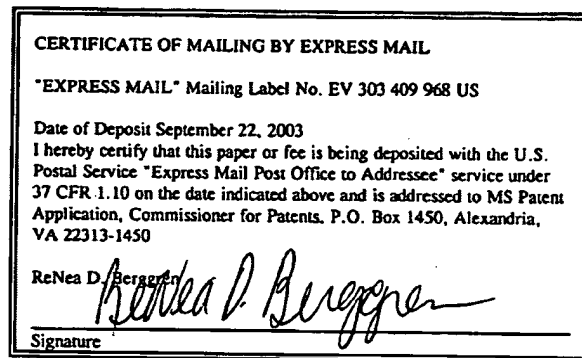 CERTIFICATE OF MAILING BY EXPRESS MAIL
"EXPRESS MAIL" Mailing Label No. EV 303 409 968 US
Date of Deposit September 22, 2003
I hereby certify that this paper or fee is being deposited with the U.S.
Postal Service "Express Mail Post Office to Addressee" service under
37 CFR 1.10 on the date indicated above and is addressed to MS Patent
Application, Commissioner for Patents, P.O. Box 1450, Alexandria,
VA 22313-1450
ReNea D. Berggren
ReNea D. Berggren
Signature